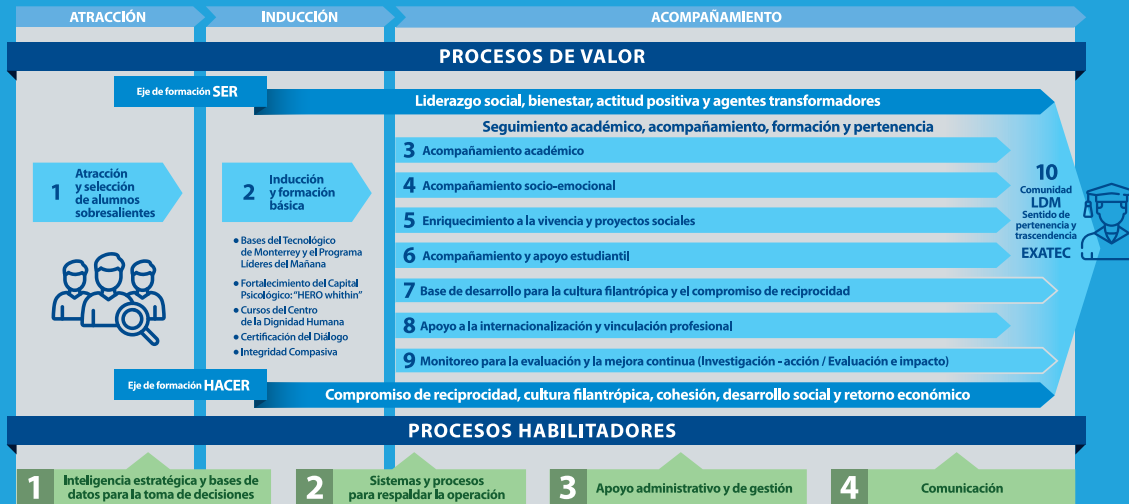 ATRACCIÓN
INDUCCIÓN
ACOMPAÑAMIENTO
PROCESOS DE VALOR
Eje de formación SER
Liderazgo social, bienestar, actitud positiva y agentes transformadores
Seguimiento académico, acompañamiento, formación y pertenencia
1
Atracción
y selección
de alumnos
sobresalientes
2
Inducción
y formación
básica
• Bases del Tecnológico
de Monterrey y el Programa
Líderes del Mañana
• Fortalecimiento del Capital
Psicológico: "HERO whithin"
• Cursos del Centro
de la Dignidad Humana
• Certificación del Diálogo
• Integridad Compasiva
3 Acompañamiento académico
4 Acompañamiento socio-emocional
5 Enriquecimiento a la vivencia y proyectos sociales
6 Acompañamiento y apoyo estudiantil
7 Base de desarrollo para la cultura filantrópica y el compromiso de reciprocidad
8 Apoyo a la internacionalización y vinculación profesional
9 Monitoreo para la evaluación y la mejora continua (Investigación - acción / Evaluación e impacto)
10
Comunidad
LDM
Sentido de
pertenencia y
trascendencia
EXATEC
Eje de formación HACER
Compromiso de reciprocidad, cultura filantrópica, cohesión, desarrollo social y retorno económico
PROCESOS HABILITADORES
1
Inteligencia estratégica y bases de
datos para la toma de decisiones
2
Sistemas y procesos
para respaldar la operación
3
Apoyo administrativo y de gestión
4
Comunicación